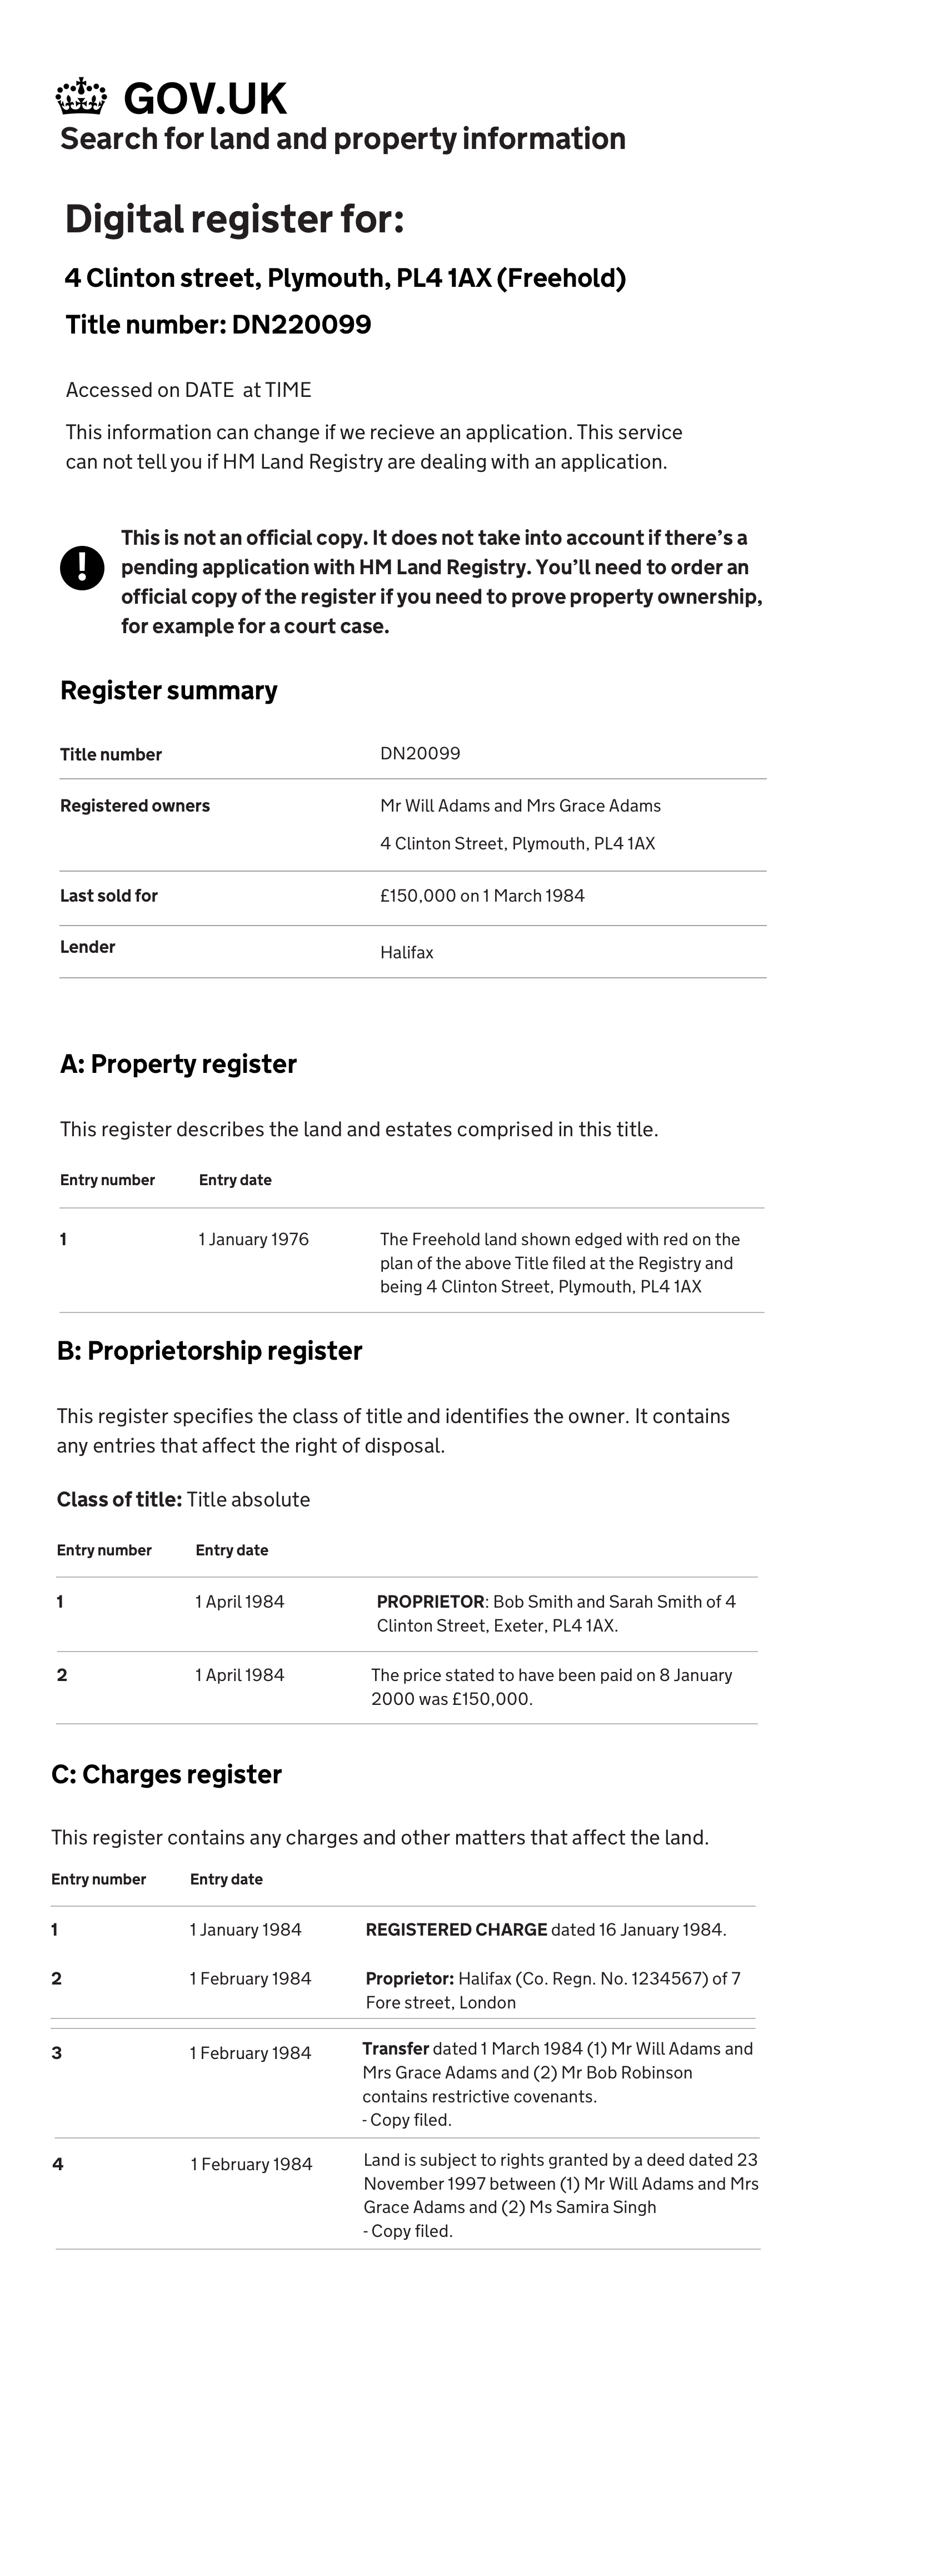 GOV.UK
Search for land and property information
Digital register for:
4 Clinton street, Plymouth, PL4 1AX (Freehold)
Title number: DN220099
Accessed on DATE at TIME
This information can change if we recieve an application. This service
can not tell you if HM Land Registry are dealing with an application.
This is not an official copy. It does not take into account if there’s a
pending application with HM Land Registry. You’ll need to order an
official copy of the register if you need to prove property ownership,
for example for a court case.
Register summary
Title number DN20099
Registered owners Mr Will Adams and Mrs Grace Adams
4 Clinton Street, Plymouth, PL4 1AX
Last sold for £150,000 on 1 March 1984
Lender Halifax
A: Property register
This register describes the land and estates comprised in this title.
Entry number Entry date
1 1 January 1976 The Freehold land shown edged with red on the
plan of the above Title filed at the Registry and
being 4 Clinton Street, Plymouth, PL4 1AX
B: Proprietorship register
This register specifies the class of title and identifies the owner. It contains
any entries that affect the right of disposal.
Class of title: Title absolute
Entry number Entry date
1 1 April 1984 PROPRIETOR: Bob Smith and Sarah Smith of 4
Clinton Street, Exeter, PL4 1AX.
2 1 April 1984 The price stated to have been paid on 8 January
2000 was £150,000.
C: Charges register
This register contains any charges and other matters that affect the land.
Entry number Entry date
1 1 January 1984 REGISTERED CHARGE dated 16 January 1984.
2 1 February 1984 Proprietor: Halifax (Co. Regn. No. 1234567) of 7
Fore street, London
3 1 February 1984 Transfer dated 1 March 1984 (1) Mr Will Adams and
Mrs Grace Adams and (2) Mr Bob Robinson
contains restrictive covenants.
- Copy filed.
4 1 February 1984 Land is subject to rights granted by a deed dated 23
November 1997 between (1) Mr Will Adams and Mrs
Grace Adams and (2) Ms Samira Singh
- Copy filed.